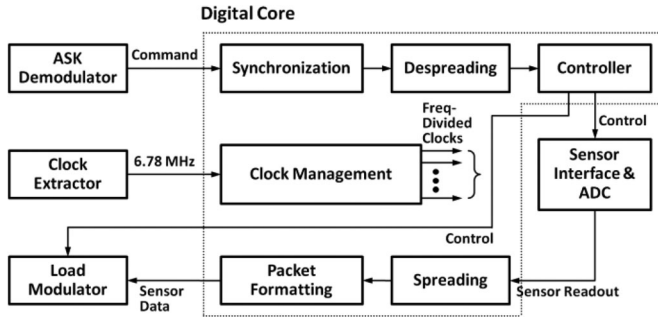 Digital Core
ASK
Demodulator
Command
Synchronization
Despreading
Controller
Freq-
Divided
Clocks
Control
Clock
Extractor
6.78 MHz
Clock Management
Sensor
Interface &
ADC
Control
Load
Modulator
Sensor
Data
Packet
Formatting
Spreading
Sensor Readout